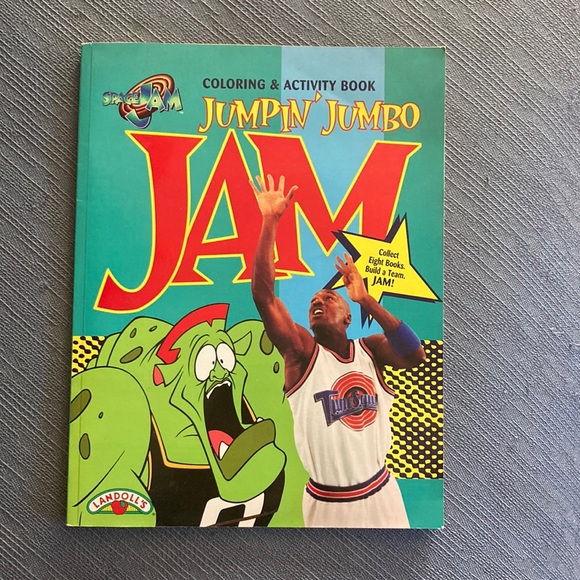 SPACE JAM
COLORING & ACTIVITY BOOK
JUMPIN' JUMBO
JAM
Collect
Eight Books.
Build a Team.
JAM!
TUNE SQUAD
LANDOLL'S